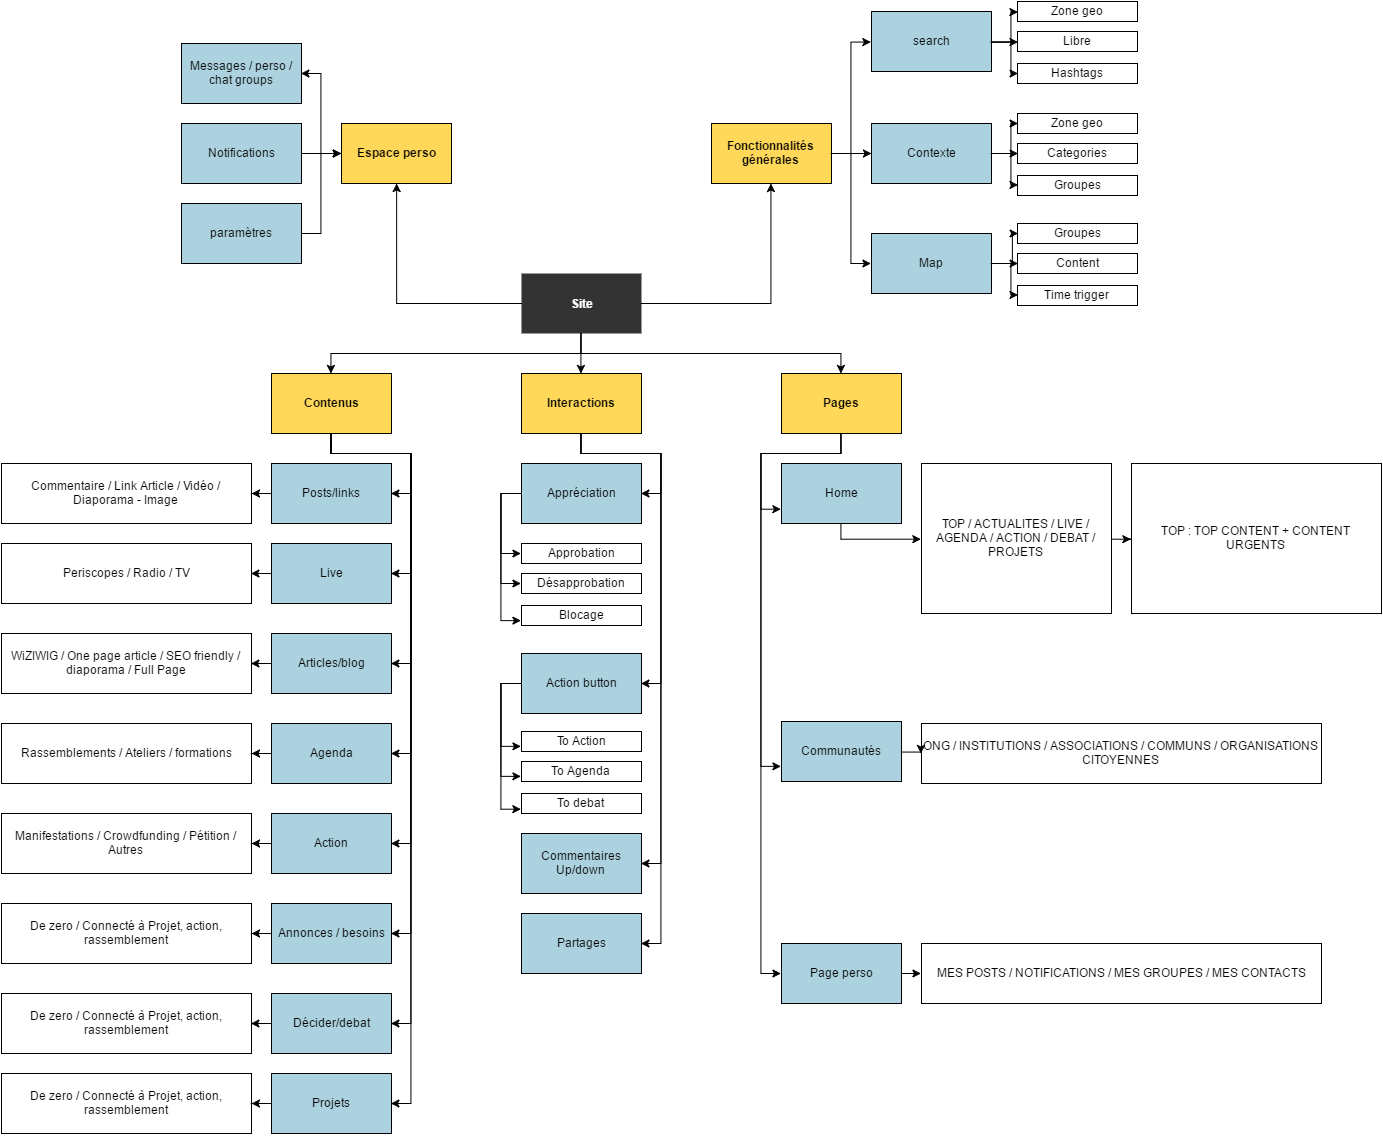 Messages / perso /
chat groups
Notifications
paramètres
Espace perso
Fonctionnalités
générales
search
Zone geo
Libre
Hashtags
Contexte
Zone geo
Categories
Groupes
Map
Groupes
Content
Time trigger
Site
Contenus
Interactions
Pages
Commentaire / Link Article / Vidéo /
Diaporama - Image
Posts/links
Periscopes / Radio / TV
Live
WiZIWIG / One page article / SEO friendly /
diaporama / Full Page
Articles/blog
Rassemblements / Ateliers / formations
Agenda
Manifestations / Crowdfunding / Pétition /
Autres
Action
De zero / Connecté à Projet, action,
rassemblement
Annonces / besoins
De zero / Connecté à Projet, action,
rassemblement
Décider/debat
De zero / Connecté à Projet, action,
rassemblement
Projets
Appréciation
Approbation
Désapprobation
Blocage
Action button
To Action
To Agenda
To debat
Commentaires
Up/down
Partages
Home
TOP / ACTUALITES / LIVE /
AGENDA / ACTION / DEBAT /
PROJETS
TOP : TOP CONTENT + CONTENT
URGENTS
Communautés
ONG / INSTITUTIONS / ASSOCIATIONS / COMMUNS / ORGANISATIONS
CITOYENNES
Page perso
MES POSTS / NOTIFICATIONS / MES GROUPES / MES CONTACTS